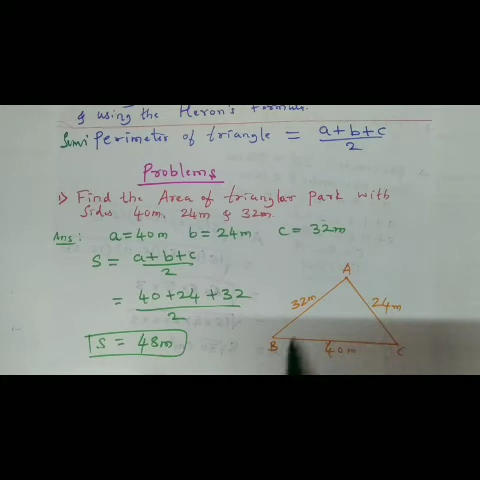 & using the Heron's Formula.
Semi Perimeter of triangle = a+b+c / 2
Problems
1) Find the Area of trianglar park with
sides 40m, 24m & 32m.
Ans: a=40m b=24m c=32m
S = a+b+c / 2
= 40+24+32 / 2
S = 48m
A
32m 24m
B 40m C